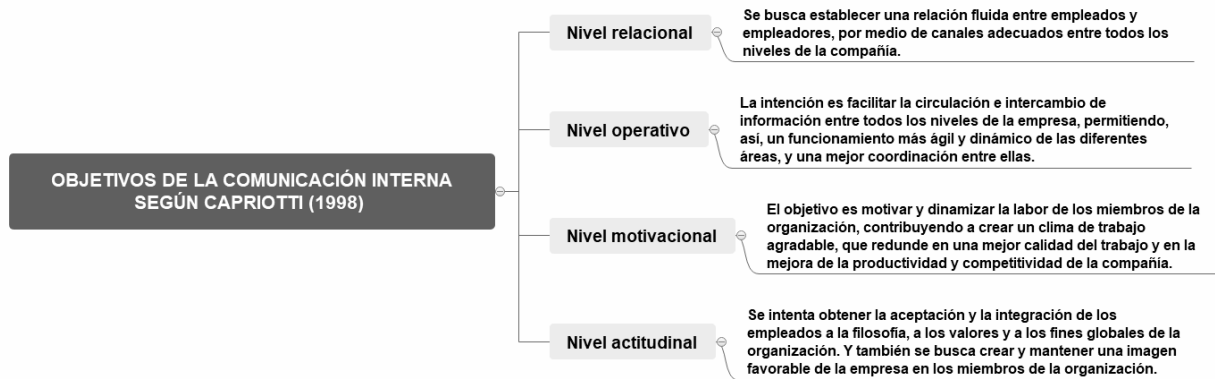 OBJETIVOS DE LA COMUNICACIÓN INTERNA
SEGÚN CAPRIOTTI (1998)
Nivel relacional
Se busca establecer una relación fluida entre empleados y
empleadores, por medio de canales adecuados entre todos los
niveles de la compañía.
Nivel operativo
La intención es facilitar la circulación e intercambio de
información entre todos los niveles de la empresa, permitiendo,
así, un funcionamiento más ágil y dinámico de las diferentes
áreas, y una mejor coordinación entre ellas.
Nivel motivacional
El objetivo es motivar y dinamizar la labor de los miembros de la
organización, contribuyendo a crear un clima de trabajo
agradable, que redunde en una mejor calidad del trabajo y en la
mejora de la productividad y competitividad de la compañía.
Nivel actitudinal
Se intenta obtener la aceptación y la integración de los
empleados a la filosofía, a los valores y a los fines globales de la
organización. Y también se busca crear y mantener una imagen
favorable de la empresa en los miembros de la organización.